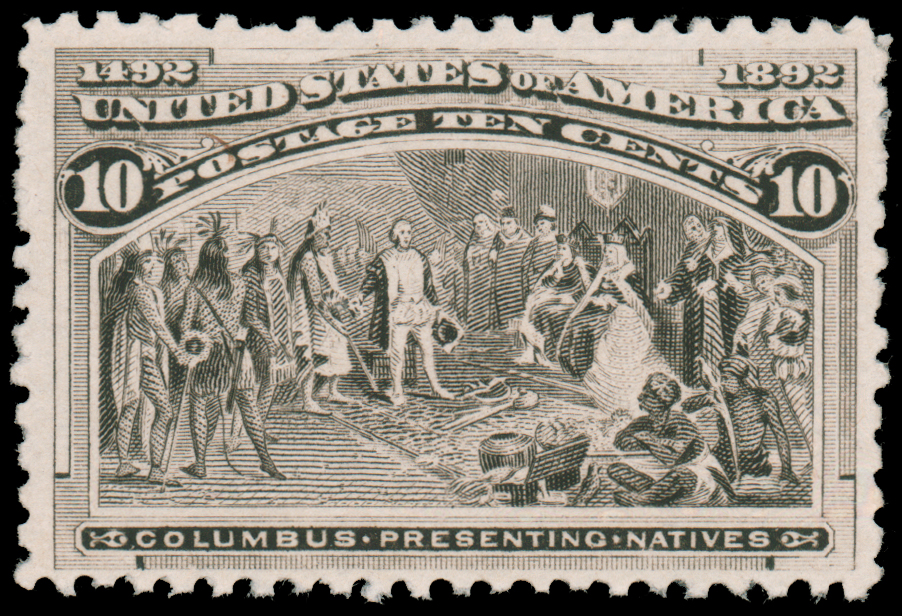 1492 1892
UNITED STATES OF AMERICA
POSTAGE TEN CENTS
10 10
COLUMBUS·PRESENTING·NATIVES